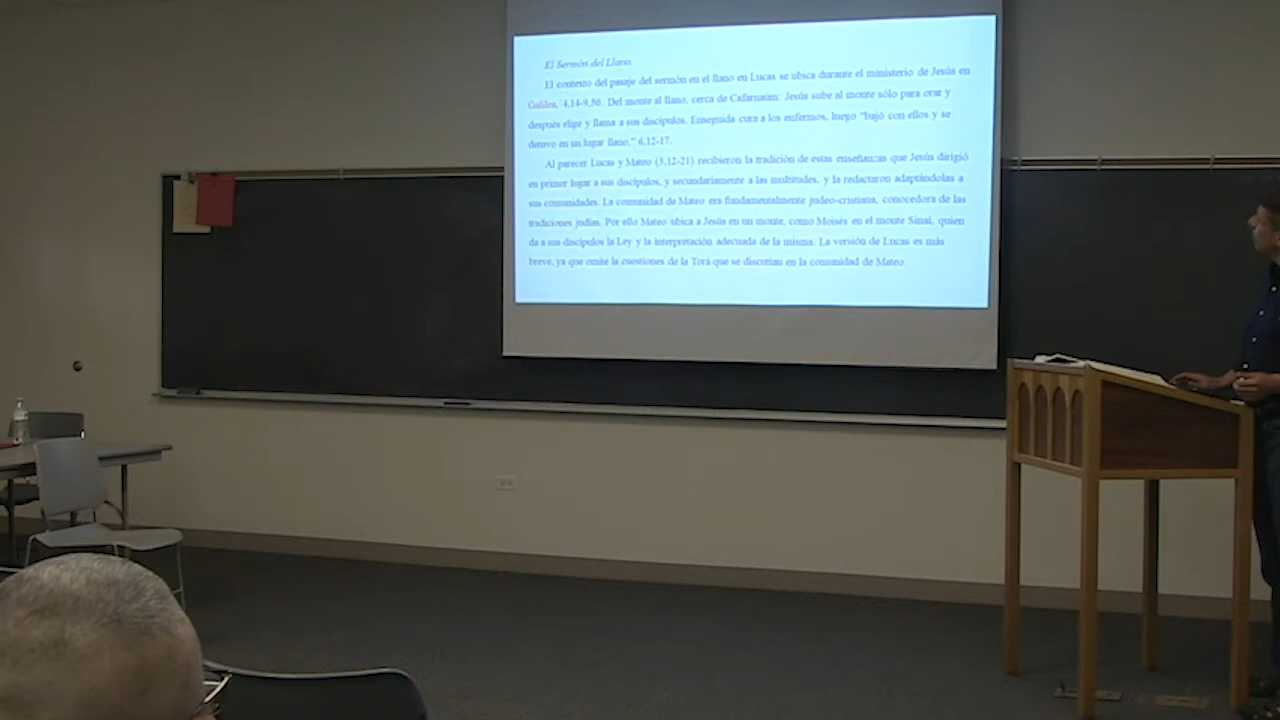 El Sermón del Llano.
El contexto del pasaje del sermón en el llano en Lucas se ubica durante el ministerio de Jesús en
Galilea, 4,14-9,50. Del monte al llano, cerca de Cafarnaúm: Jesús sube al monte sólo para orar y
después elige y llama a sus discípulos. Enseguida cura a los enfermos, luego "bajó con ellos y se
detuvo en un lugar llano," 6,12-17.
Al parecer Lucas y Mateo (5,12-21) recibieron la tradición de estas enseñanzas que Jesús dirigió
en primer lugar a sus discípulos, y secundariamente a las multitudes, y la redactaron adaptándolas a
sus comunidades. La comunidad de Mateo era fundamentalmente judeo-cristiana, conocedora de las
tradiciones judías. Por ello Mateo ubica a Jesús en un monte, como Moisés en el monte Sinaí, quien
da a sus discípulos la Ley y la interpretación adecuada de la misma. La versión de Lucas es más
breve, ya que omite la cuestiones de la Torá que se discutían en la comunidad de Mateo.